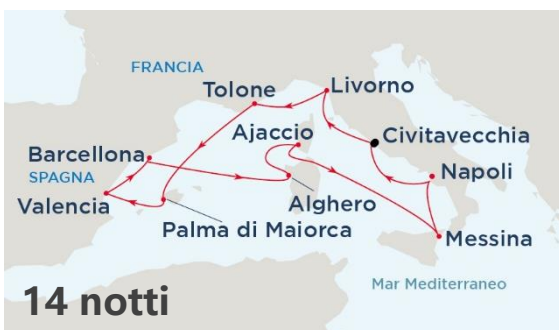 FRANCIA
Tolone
Livorno
Ajaccio
Civitavecchia
Barcellona
Napoli
SPAGNA
Valencia
Alghero
Palma di Maiorca
Messina
Mar Mediterraneo
14 notti